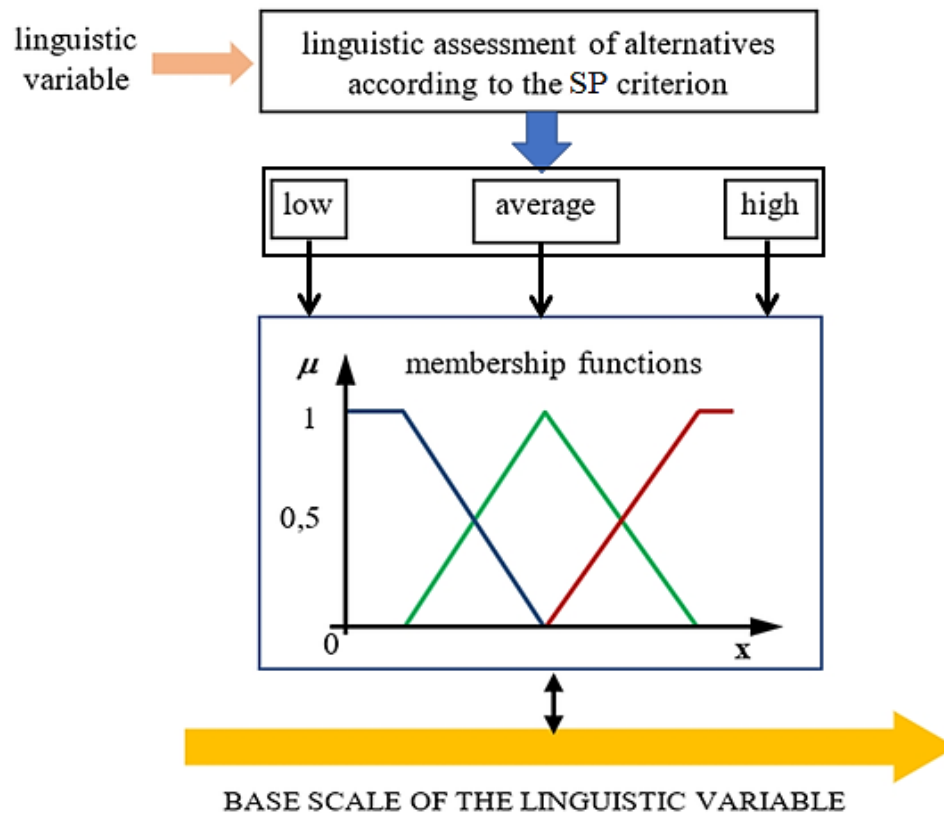 linguistic
variable
linguistic assessment of alternatives
according to the SP criterion
low
average
high
μ
membership functions
1
0,5
0
x
BASE SCALE OF THE LINGUISTIC VARIABLE